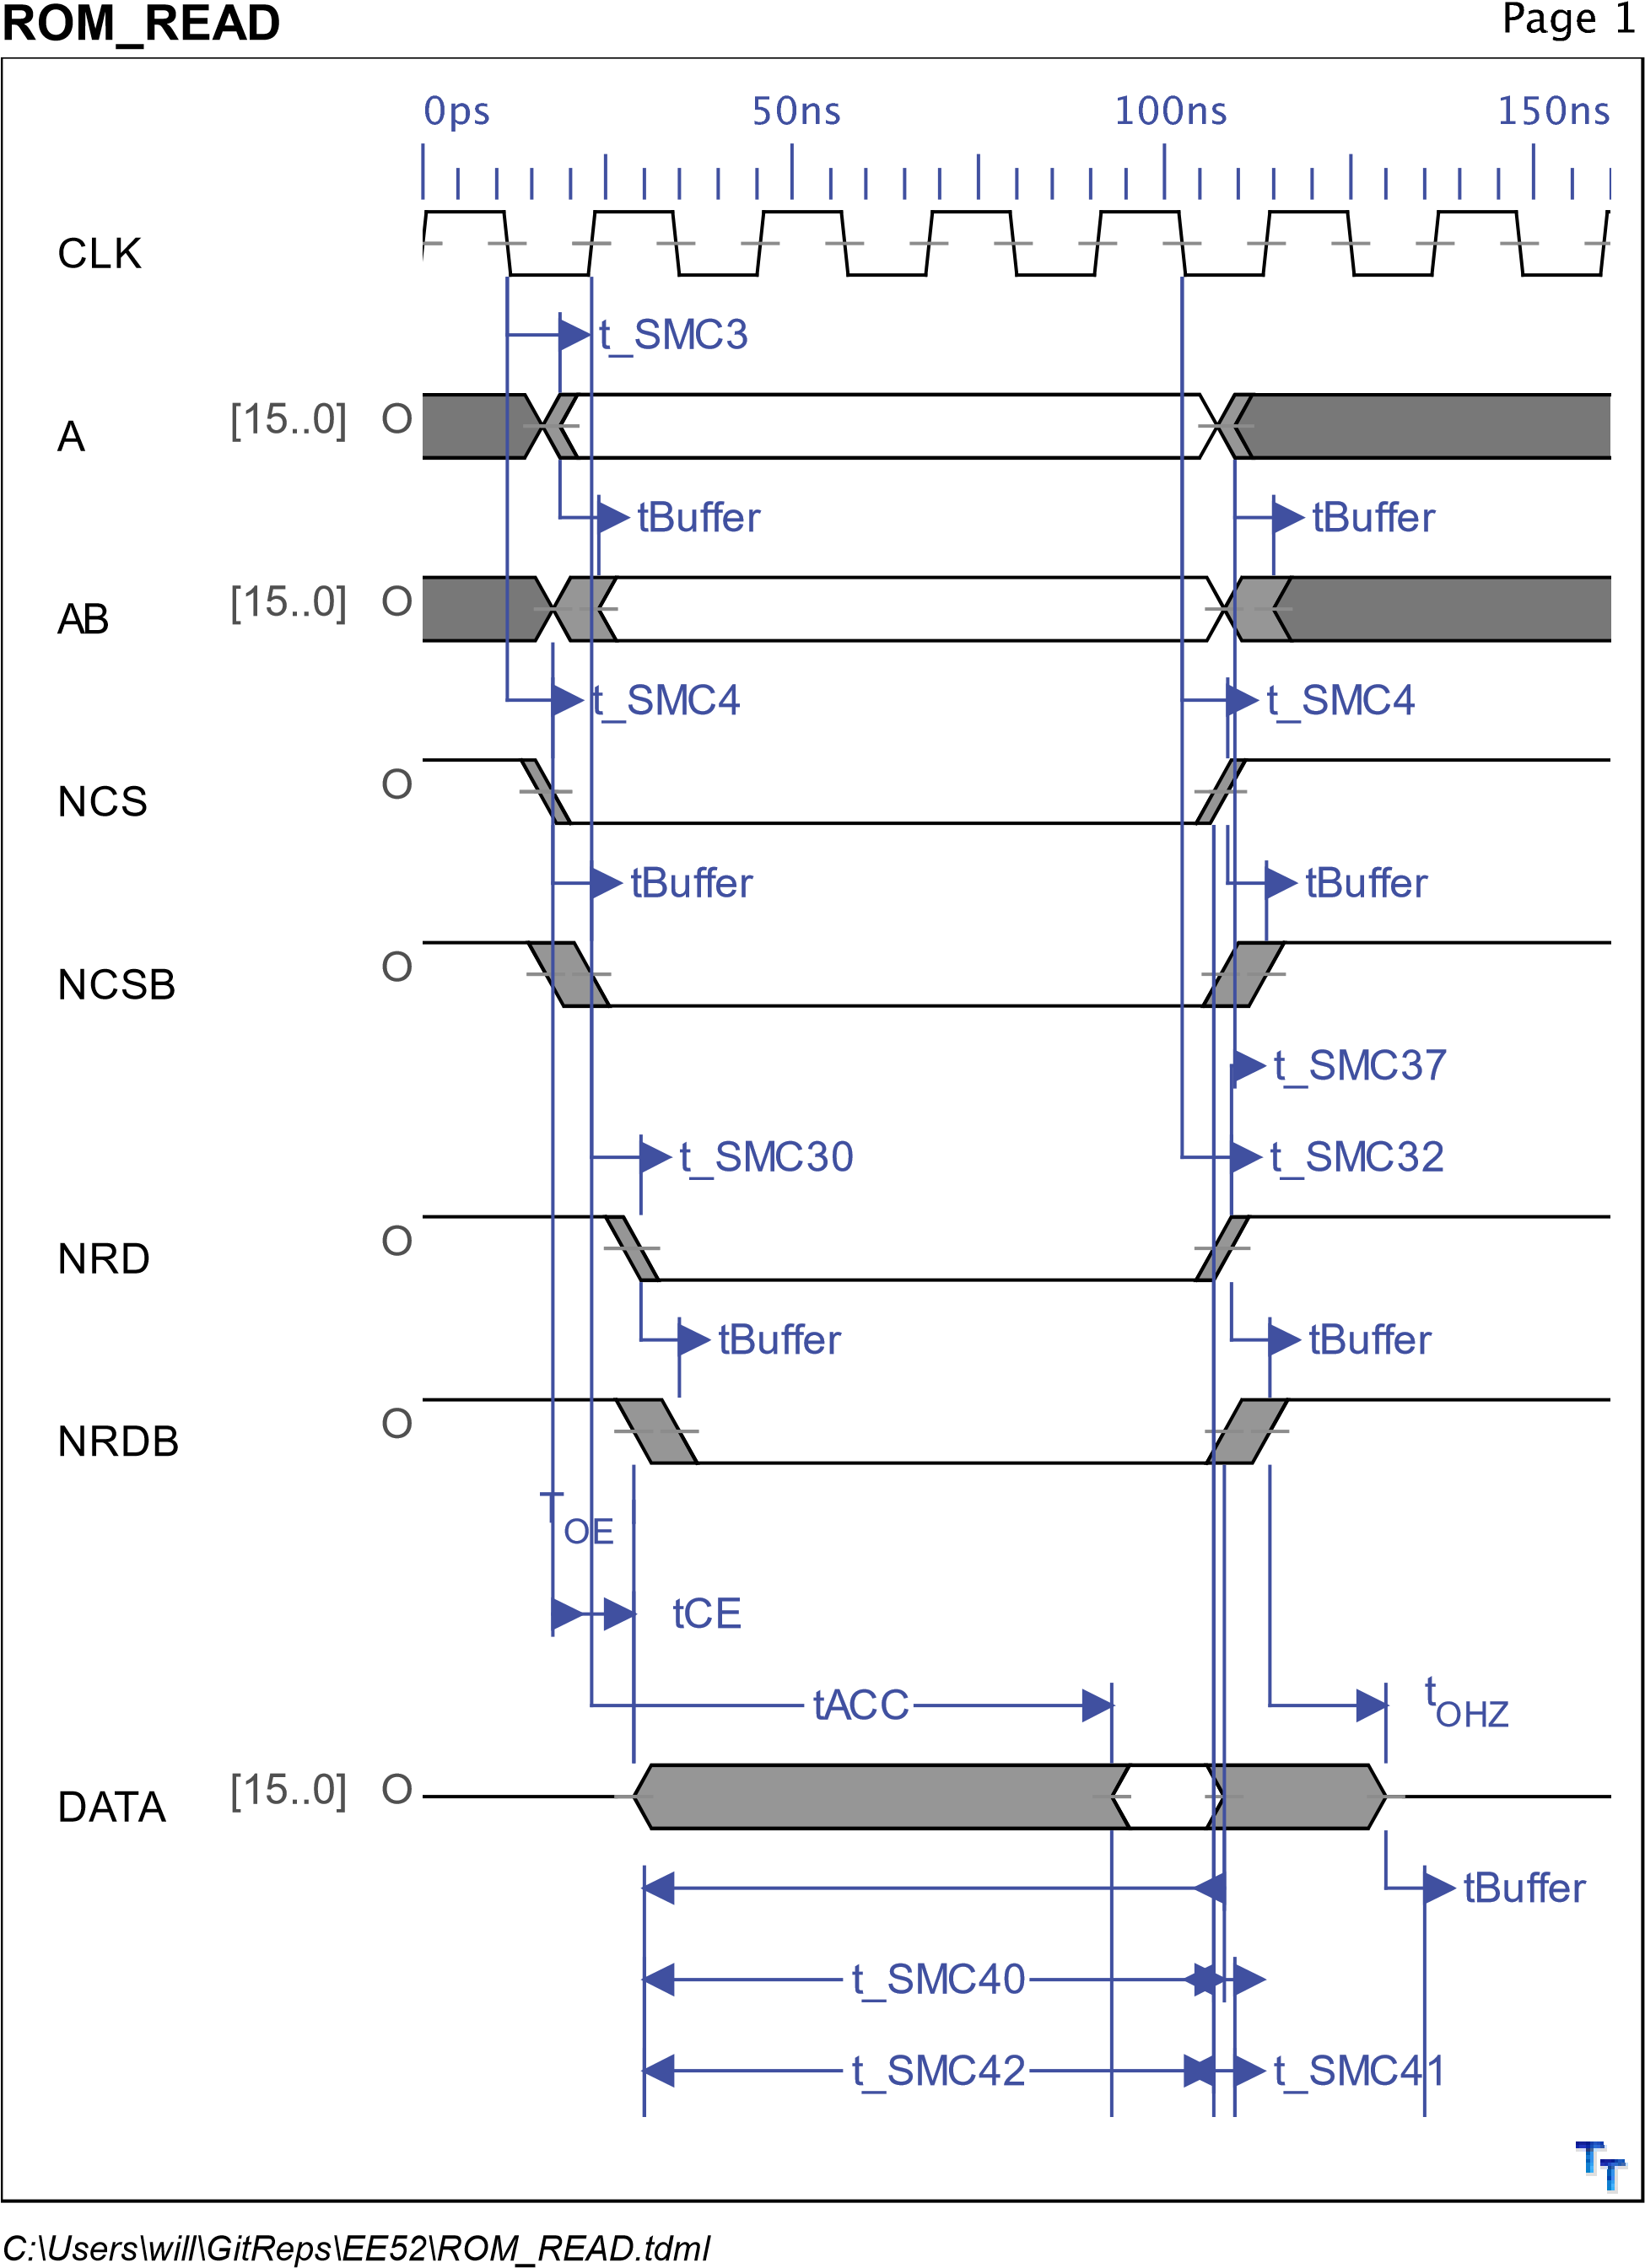 ROM_READ Page 1
0ps 50ns 100ns 150ns
CLK
t_SMC3
A [15..0] O
tBuffer tBuffer
AB [15..0] O
t_SMC4 t_SMC4
NCS O
tBuffer tBuffer
NCSB O
t_SMC37
t_SMC30 t_SMC32
NRD O
tBuffer tBuffer
NRDB O
TOE
tCE
tACC tOHZ
DATA [15..0] O
tBuffer
t_SMC40
t_SMC42 t_SMC41
TT
C:\Users\will\GitReps\EE52\ROM_READ.tdml